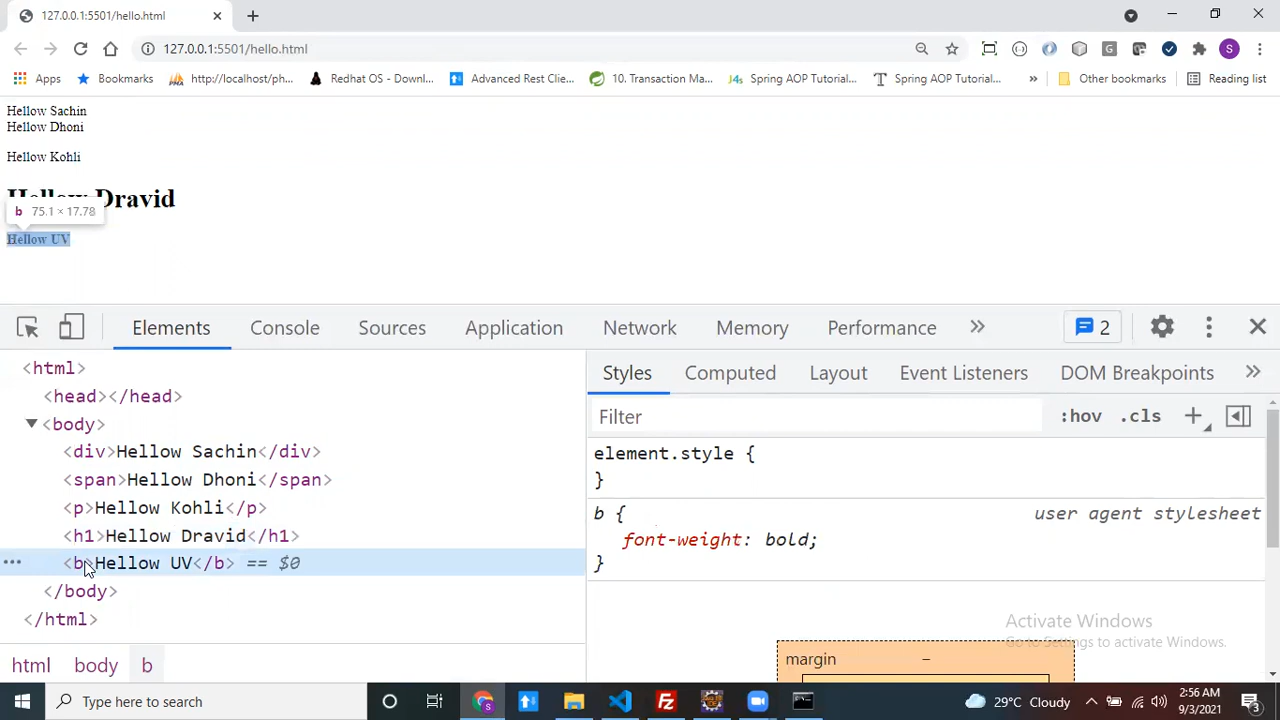 127.0.0.1:5501/hello.html
127.0.0.1:5501/hello.html
Apps Bookmarks http://localhost/ph... Redhat OS - Downl... Advanced Rest Clie... 10. Transaction Ma... Spring AOP Tutorial... Spring AOP Tutorial... » Other bookmarks Reading list
Hellow Sachin
Hellow Dhoni
Hellow Kohli
Hellow Dravid
b 75.1 × 17.78
Hellow UV
Elements Console Sources Application Network Memory Performance » 2
<html>
<head></head>
<body>
<div>Hellow Sachin</div>
<span>Hellow Dhoni</span>
<p>Hellow Kohli</p>
<h1>Hellow Dravid</h1>
<b>Hellow UV</b> == $0
</body>
</html>
html body b
Styles Computed Layout Event Listeners DOM Breakpoints »
Filter :hov .cls +
element.style {
}
b { user agent stylesheet
font-weight: bold;
}
Activate Windows
Go to Settings to activate Windows.
margin –
Type here to search
29°C Cloudy
2:56 AM
9/3/2021
3